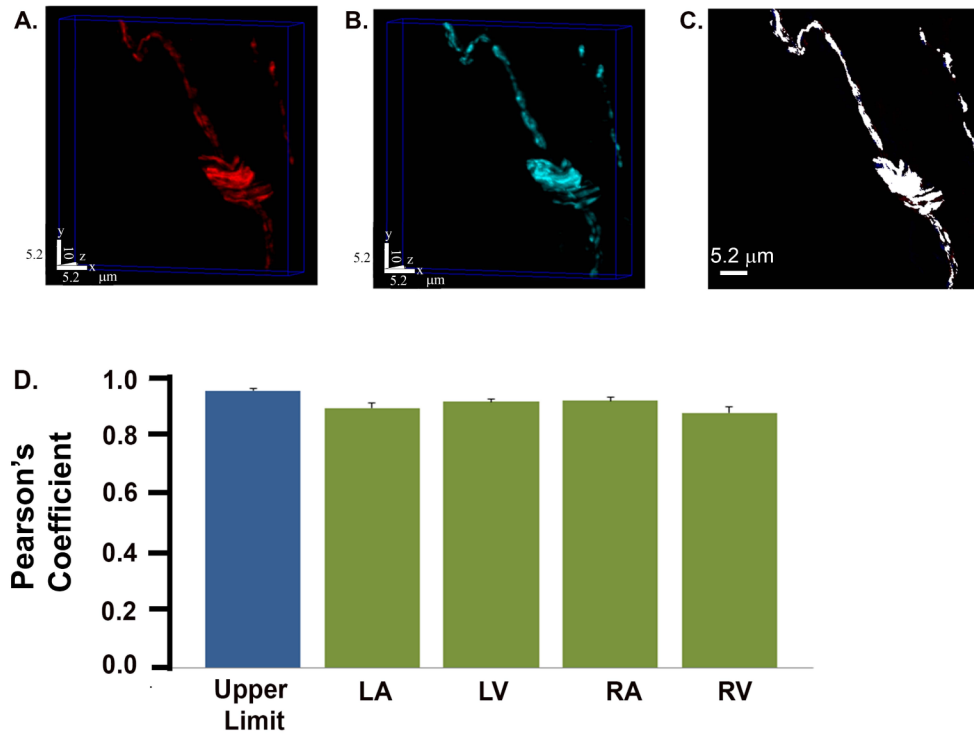 A.
y
5.2
10
z
x
5.2
μm
B.
y
5.2
10
z
x
5.2
μm
C.
5.2 μm
D.
Pearson's
Coefficient
1.0
0.8
0.6
0.4
0.2
0.0
Upper
Limit
LA
LV
RA
RV